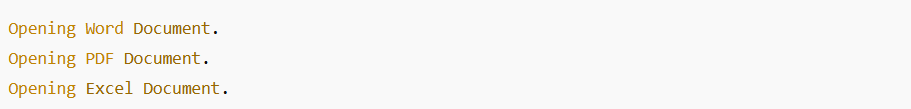 Opening Word Document.
Opening PDF Document.
Opening Excel Document.